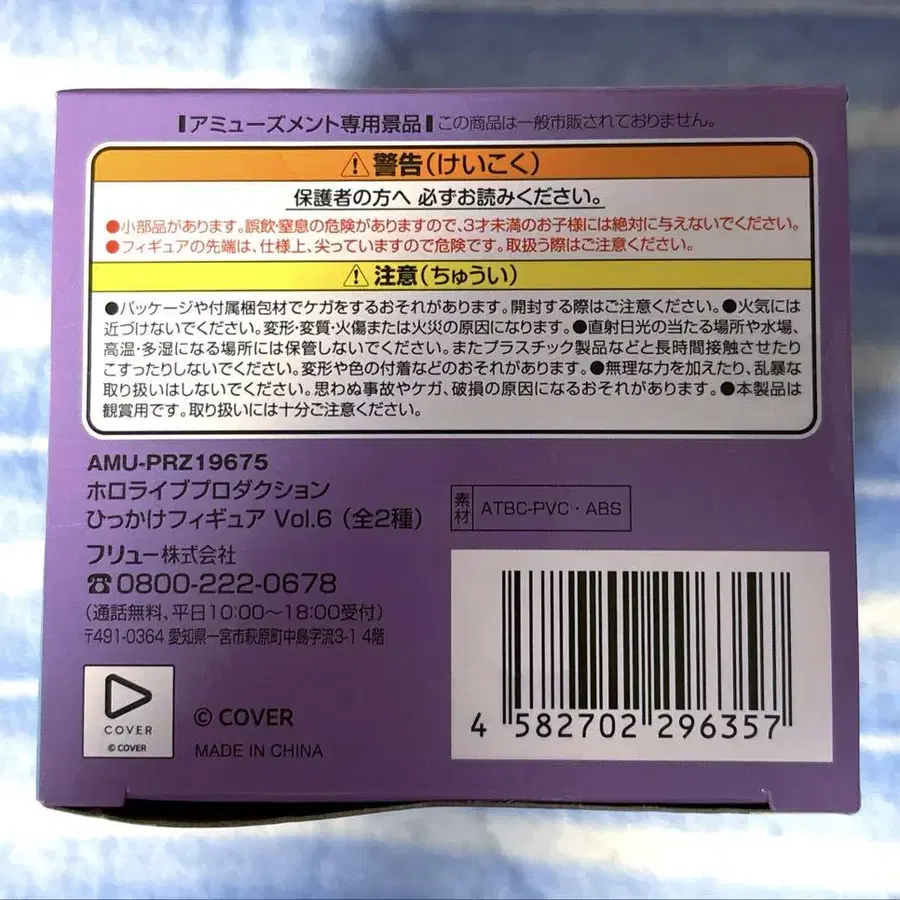 アミューズメント専用景品 この商品は一般市販されておりません。
⚠警告(けいこく)
保護者の方へ 必ずお読みください。
●小部品があります。誤飲・窒息の危険がありますので、3才未満のお子様には絶対に与えないでください。
●フィギュアの先端は、仕様上、尖っていますので危険です。取扱う際はご注意ください。
⚠注意(ちゅうい)
●パッケージや付属梱包材でケガをするおそれがあります。開封する際はご注意ください。●火気には
近づけないでください。変形・変質・火傷または火災の原因になります。●直射日光の当たる場所や水場、
高温・多湿になる場所には保管しないでください。またプラスチック製品などと長時間接触させたり
こすったりしないでください。変形や色の付着などのおそれがあります。●無理な力を加えたり、乱暴な
取り扱いはしないでください。思わぬ事故やケガ、破損の原因になるおそれがあります。●本製品は
観賞用です。取り扱いには十分ご注意ください。
AMU-PRZ19675
ホロライブプロダクション
ひっかけフィギュア Vol.6(全2種)
素材 ATBC-PVC・ABS
フリュー株式会社
☎0800-222-0678
(通話無料、平日10:00〜18:00受付)
〒491-0364 愛知県一宮市萩原町中島字流3-1 4階
COVER
© COVER
© COVER
MADE IN CHINA
4 582702 296357